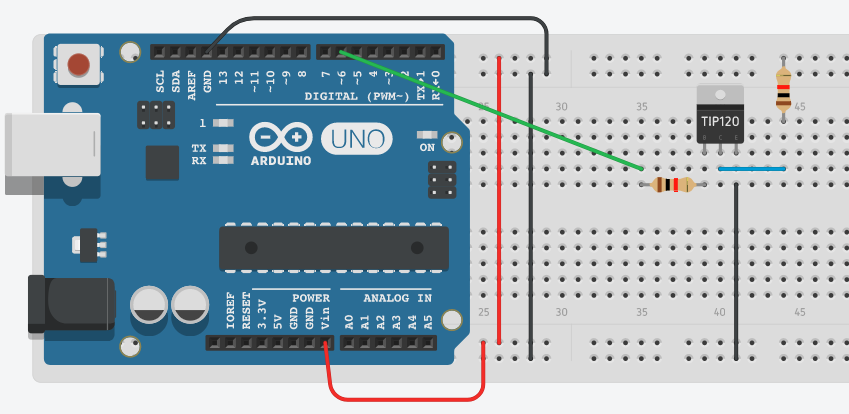 SCL
SDA
AREF
GND
13
12
~11
~10
~9
8
7
~6
~5
4
~3
2
TX→1
RX←0
DIGITAL (PWM~)
1
TX
RX
ARDUINO
UNO
ON
IOREF
RESET
3.3V
5V
GND
GND
Vin
POWER
ANALOG IN
A0
A1
A2
A3
A4
A5
25 30 35 45
TIP120
B C E
25 30 35 40 45